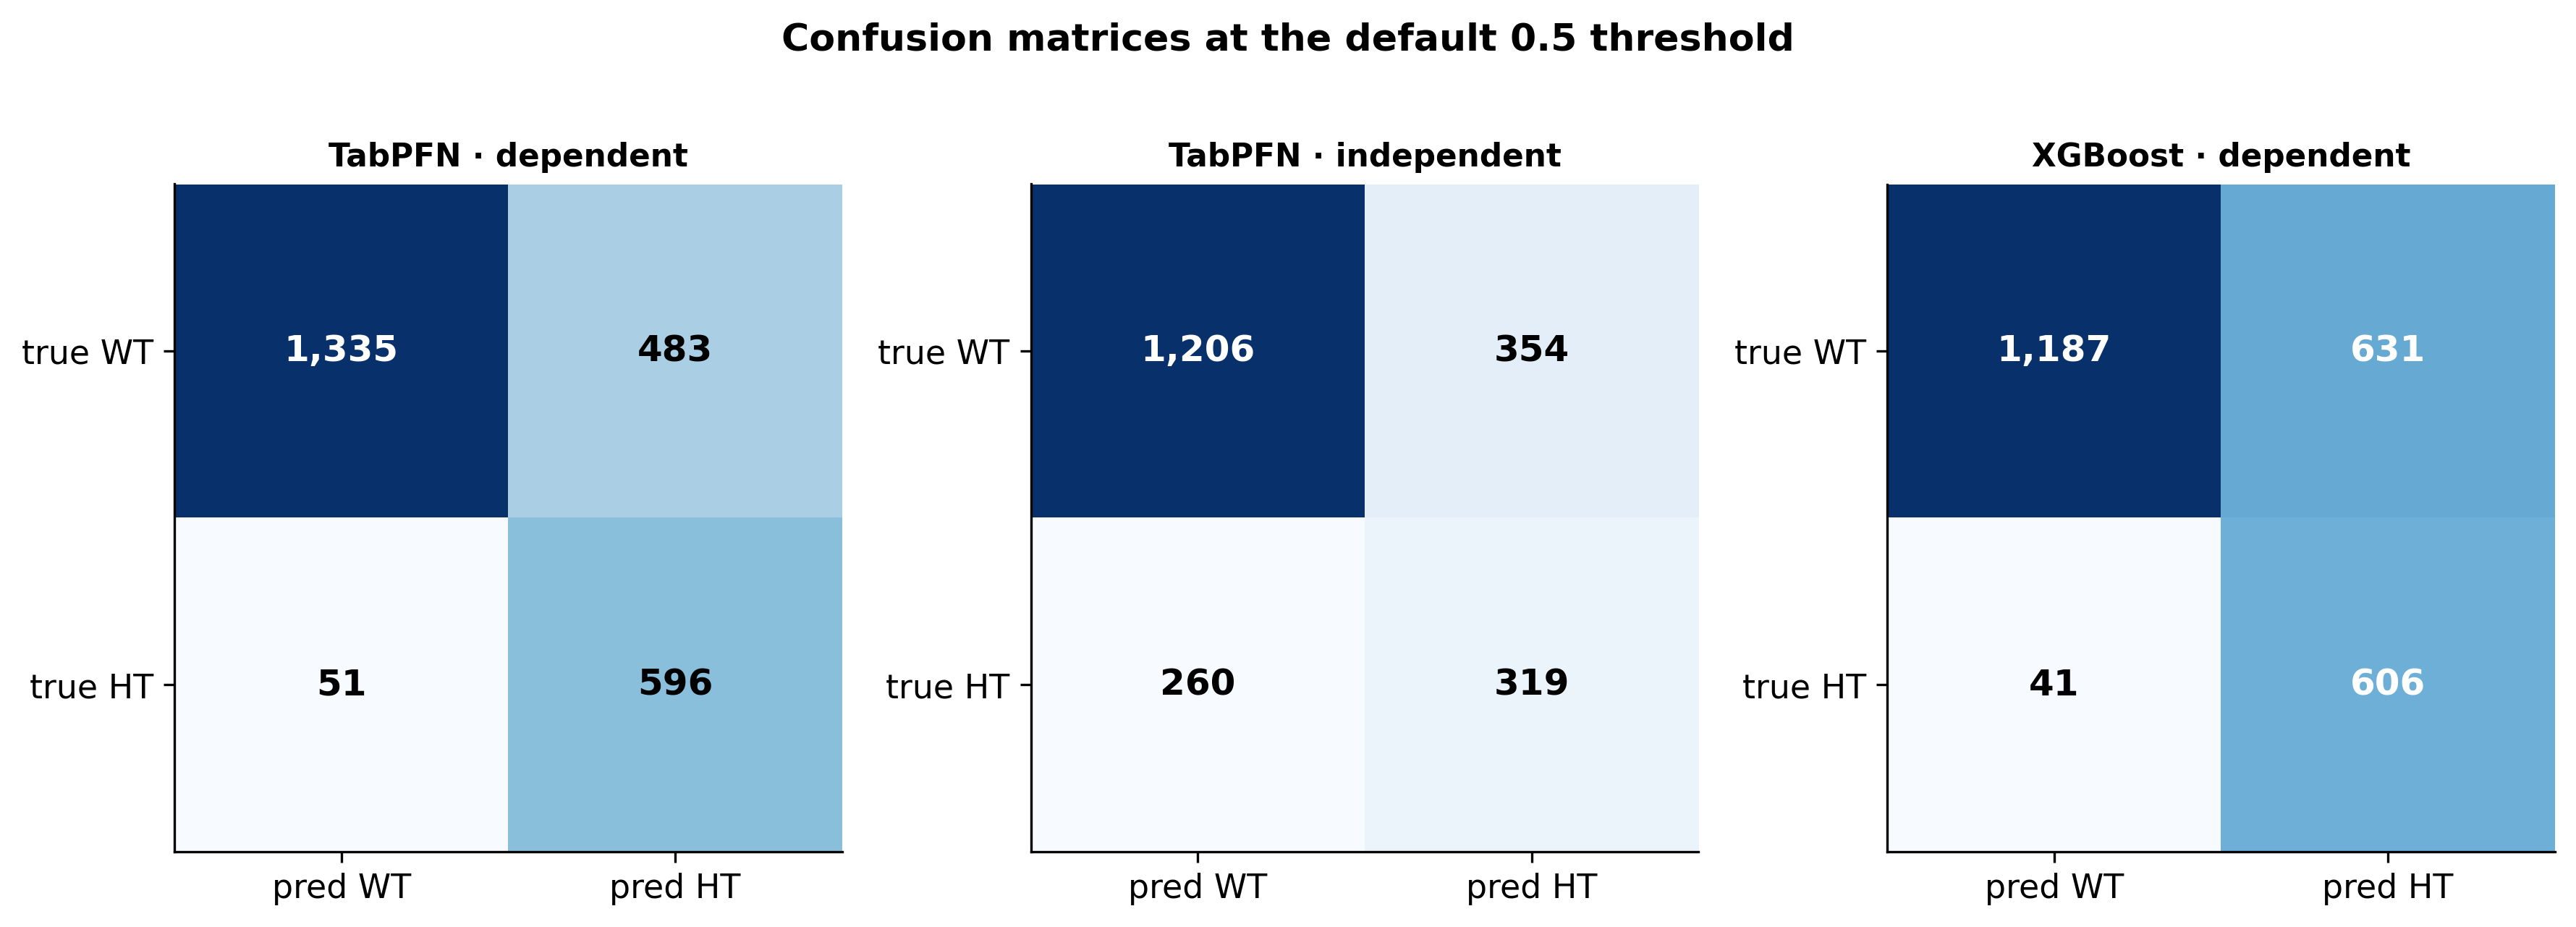 Confusion matrices at the default 0.5 threshold
TabPFN · dependent
true WT
1,335
483
true HT
51
596
pred WT
pred HT
TabPFN · independent
true WT
1,206
354
true HT
260
319
pred WT
pred HT
XGBoost · dependent
true WT
1,187
631
true HT
41
606
pred WT
pred HT